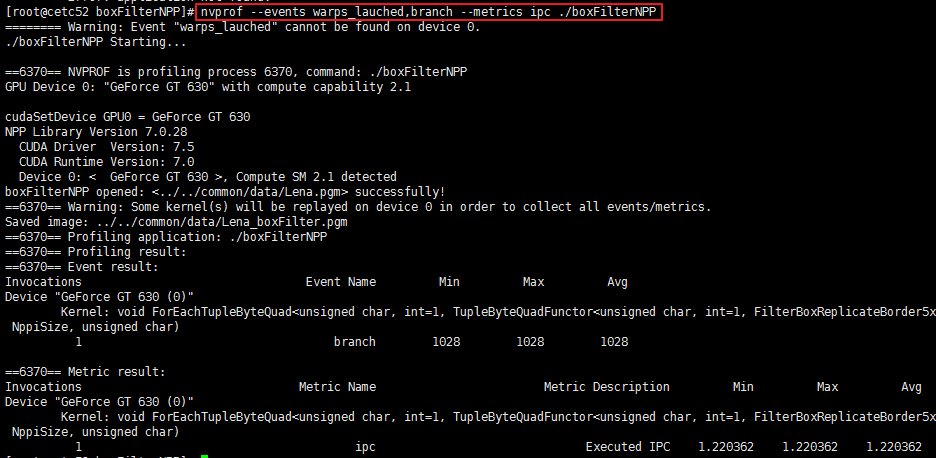 [root@cetc52 boxFilterNPP]# nvprof --events warps_lauched,branch --metrics ipc ./boxFilterNPP
======== Warning: Event "warps_lauched" cannot be found on device 0.
./boxFilterNPP Starting...
==6370== NVPROF is profiling process 6370, command: ./boxFilterNPP
GPU Device 0: "GeForce GT 630" with compute capability 2.1
cudaSetDevice GPU0 = GeForce GT 630
NPP Library Version 7.0.28
CUDA Driver Version: 7.5
CUDA Runtime Version: 7.0
Device 0: < GeForce GT 630 >, Compute SM 2.1 detected
boxFilterNPP opened: <../../common/data/Lena.pgm> successfully!
==6370== Warning: Some kernel(s) will be replayed on device 0 in order to collect all events/metrics.
Saved image: ../../common/data/Lena_boxFilter.pgm
==6370== Profiling application: ./boxFilterNPP
==6370== Profiling result:
==6370== Event result:
Invocations Event Name Min Max Avg
Device "GeForce GT 630 (0)"
Kernel: void ForEachTupleByteQuad<unsigned char, int=1, TupleByteQuadFunctor<unsigned char, int=1, FilterBoxReplicateBorder5x
NppiSize, unsigned char)
1 branch 1028 1028 1028
==6370== Metric result:
Invocations Metric Name Metric Description Min Max Avg
Device "GeForce GT 630 (0)"
Kernel: void ForEachTupleByteQuad<unsigned char, int=1, TupleByteQuadFunctor<unsigned char, int=1, FilterBoxReplicateBorder5x
NppiSize, unsigned char)
1 ipc Executed IPC 1.220362 1.220362 1.220362